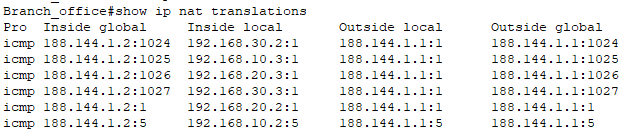 Branch_office#show ip nat translations
Pro  Inside global     Inside local       Outside local      Outside global
icmp 188.144.1.2:1024  192.168.30.2:1     188.144.1.1:1      188.144.1.1:1024
icmp 188.144.1.2:1025  192.168.10.3:1     188.144.1.1:1      188.144.1.1:1025
icmp 188.144.1.2:1026  192.168.20.3:1     188.144.1.1:1      188.144.1.1:1026
icmp 188.144.1.2:1027  192.168.30.3:1     188.144.1.1:1      188.144.1.1:1027
icmp 188.144.1.2:1     192.168.20.2:1     188.144.1.1:1      188.144.1.1:1
icmp 188.144.1.2:5     192.168.10.2:5     188.144.1.1:5      188.144.1.1:5